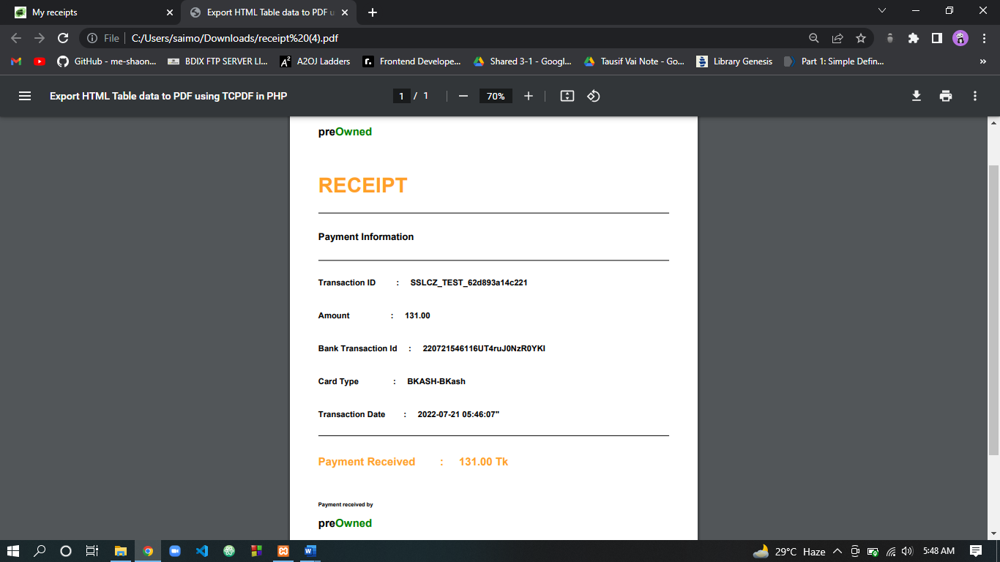 My receipts
Export HTML Table data to PDF u
File
C:/Users/saimo/Downloads/receipt%20(4).pdf
GitHub - me-shaon...
BDIX FTP SERVER LI...
A2OJ Ladders
Frontend Develope...
Shared 3-1 - Googl...
Tausif Vai Note - Go...
Library Genesis
Part 1: Simple Defin...
»
Export HTML Table data to PDF using TCPDF in PHP
1 / 1
70%
preOwned
RECEIPT
Payment Information
Transaction ID : SSLCZ_TEST_62d893a14c221
Amount : 131.00
Bank Transaction Id : 220721546116UT4ruJ0NzR0YKI
Card Type : BKASH-BKash
Transaction Date : 2022-07-21 05:46:07"
Payment Received : 131.00 Tk
Payment received by
preOwned
29°C Haze
5:48 AM